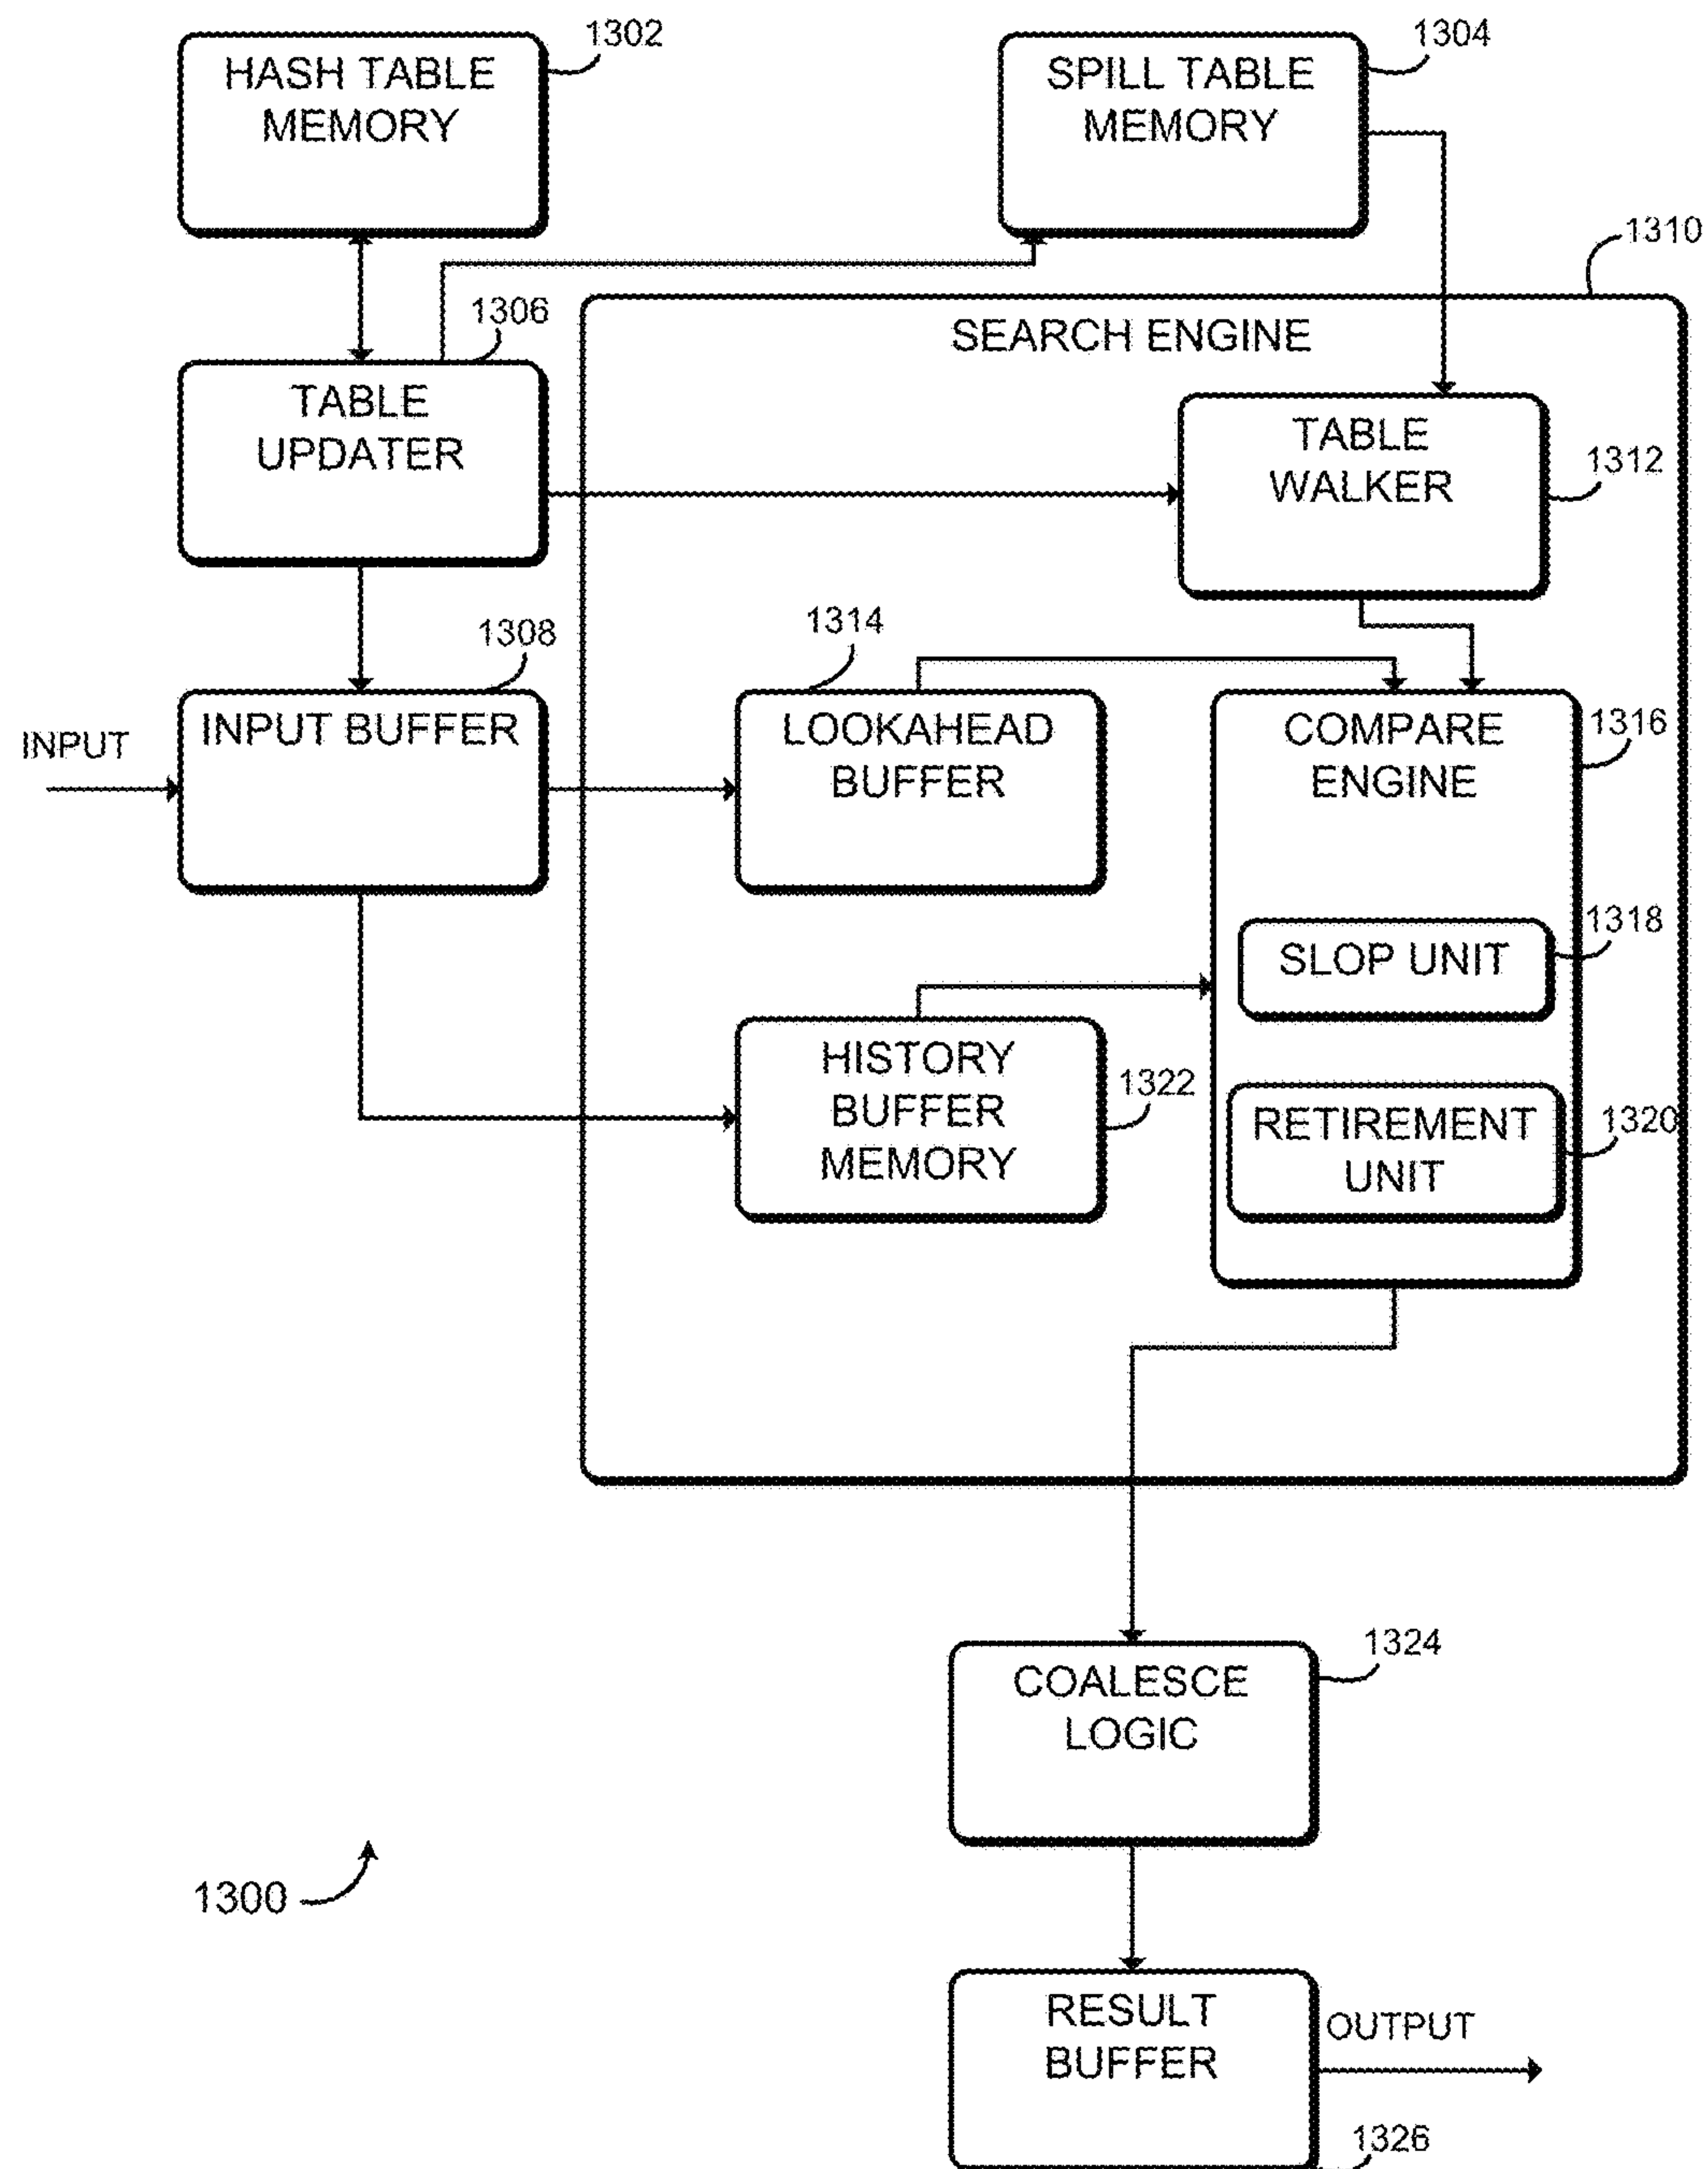 1302
HASH TABLE
MEMORY
1304
SPILL TABLE
MEMORY
1310
SEARCH ENGINE
1306
TABLE
UPDATER
TABLE
WALKER
1312
1308
INPUT BUFFER
INPUT
1314
LOOKAHEAD
BUFFER
COMPARE
ENGINE
1316
SLOP UNIT
1318
HISTORY
BUFFER
MEMORY
1322
RETIREMENT
UNIT
1320
COALESCE
LOGIC
1324
1300
RESULT
BUFFER
OUTPUT
1326